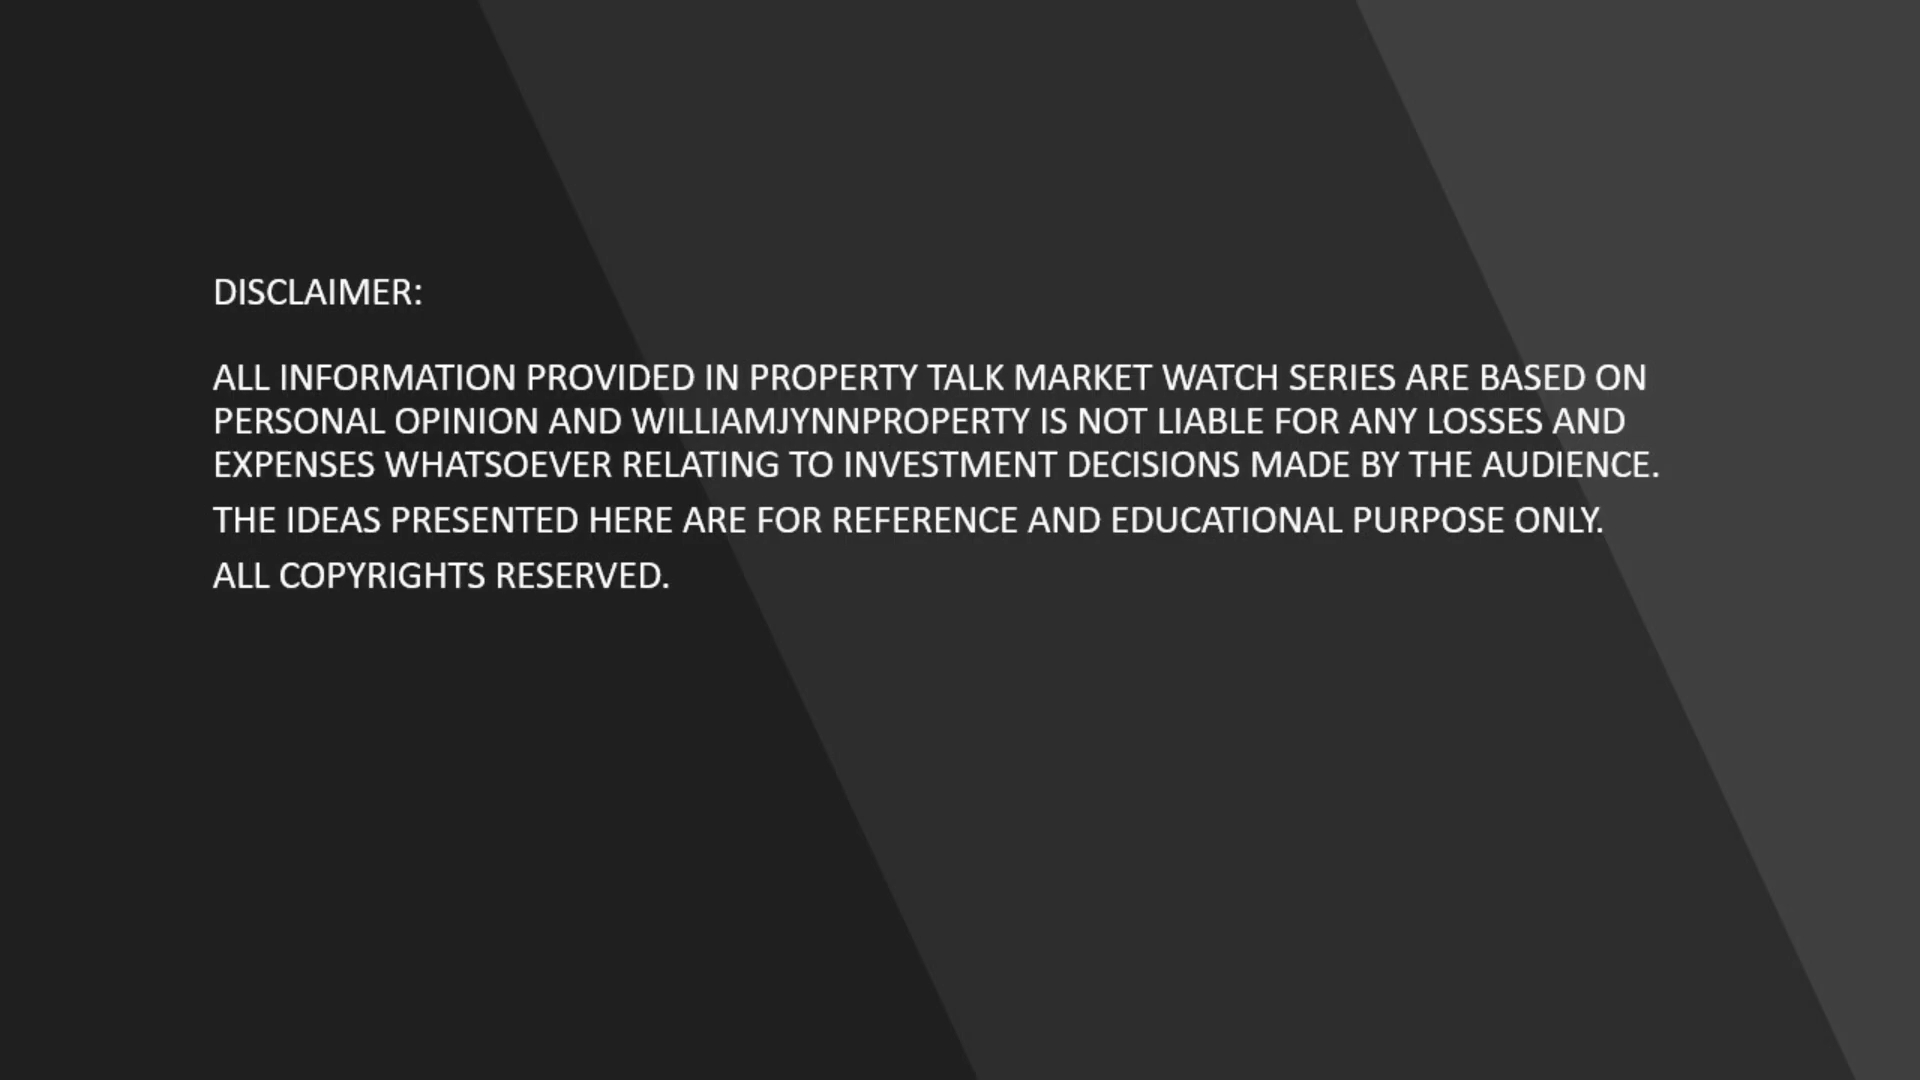 DISCLAIMER:
ALL INFORMATION PROVIDED IN PROPERTY TALK MARKET WATCH SERIES ARE BASED ON
PERSONAL OPINION AND WILLIAMJYNNPROPERTY IS NOT LIABLE FOR ANY LOSSES AND
EXPENSES WHATSOEVER RELATING TO INVESTMENT DECISIONS MADE BY THE AUDIENCE.
THE IDEAS PRESENTED HERE ARE FOR REFERENCE AND EDUCATIONAL PURPOSE ONLY.
ALL COPYRIGHTS RESERVED.